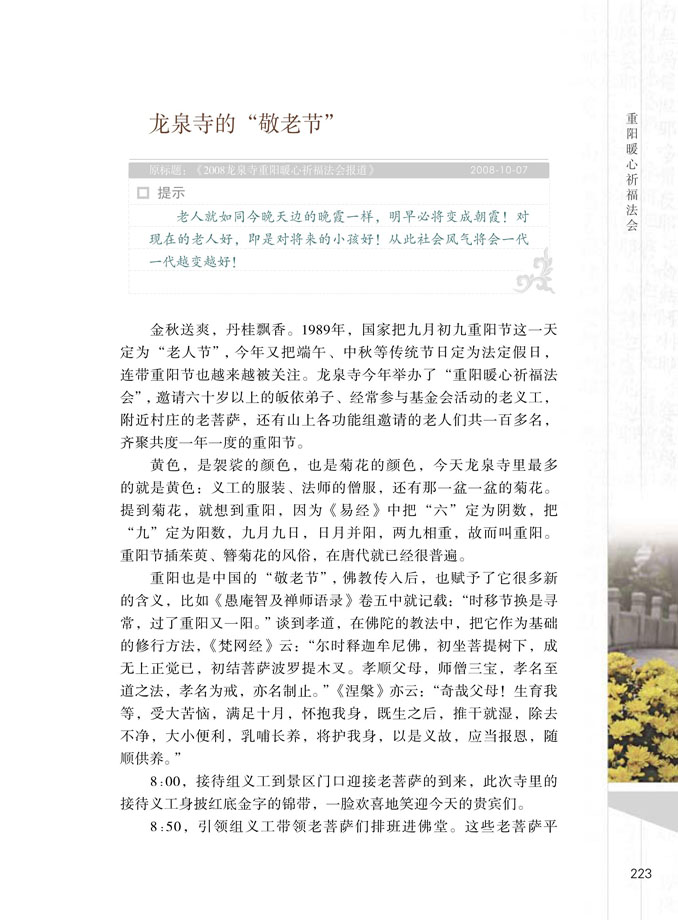 龙泉寺的“敬老节”
原标题：《2008龙泉寺重阳暖心祈福法会报道》 2008-10-07
提示
老人就如同今晚天边的晚霞一样，明早必将变成朝霞！对
现在的老人好，即是对将来的小孩好！从此社会风气将会一代
一代越变越好！
金秋送爽，丹桂飘香。1989年，国家把九月初九重阳节这一天
定为“老人节”，今年又把端午、中秋等传统节日定为法定假日，
连带重阳节也越来越被关注。龙泉寺今年举办了“重阳暖心祈福法
会”，邀请六十岁以上的皈依弟子、经常参与基金会活动的老义工，
附近村庄的老菩萨，还有山上各功能组邀请的老人们共一百多名，
齐聚共度一年一度的重阳节。
黄色，是袈裟的颜色，也是菊花的颜色，今天龙泉寺里最多
的就是黄色：义工的服装、法师的僧服，还有那一盆一盆的菊花。
提到菊花，就想到重阳，因为《易经》中把“六”定为阴数，把
“九”定为阳数，九月九日，日月并阳，两九相重，故而叫重阳。
重阳节插茱萸、簪菊花的风俗，在唐代就已经很普遍。
重阳也是中国的“敬老节”，佛教传入后，也赋予了它很多新
的含义，比如《愚庵智及禅师语录》卷五中就记载：“时移节换是寻
常，过了重阳又一阳。”谈到孝道，在佛陀的教法中，把它作为基础
的修行方法，《梵网经》云：“尔时释迦牟尼佛，初坐菩提树下，成
无上正觉已，初结菩萨波罗提木叉。孝顺父母，师僧三宝，孝名至
道之法，孝名为戒，亦名制止。”《涅槃》亦云：“奇哉父母！生育我
等，受大苦恼，满足十月，怀抱我身，既生之后，推干就湿，除去
不净，大小便利，乳哺长养，将护我身，以是义故，应当报恩，随
顺供养。”
8:00，接待组义工到景区门口迎接老菩萨的到来，此次寺里的
接待义工身披红底金字的锦带，一脸欢喜地笑迎今天的贵宾们。
8:50，引领组义工带领老菩萨们排班进佛堂。这些老菩萨平
重阳暖心祈福法会
223